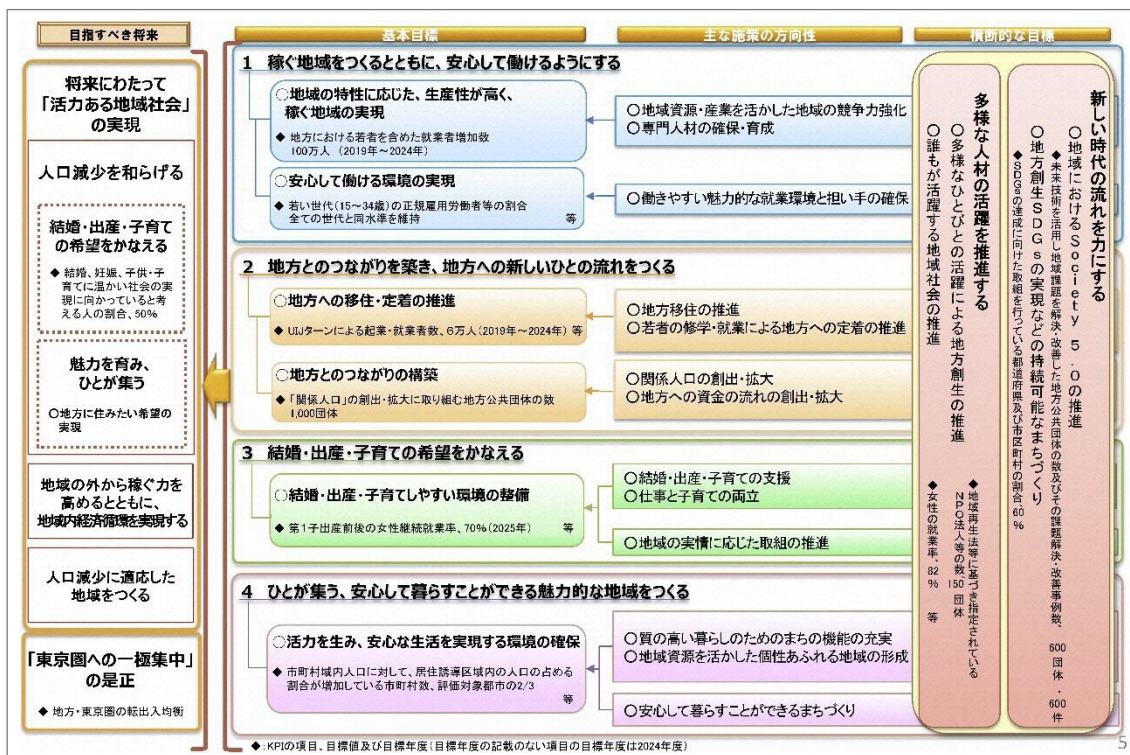 目指すべき将来
将来にわたって
「活力ある地域社会」
の実現
人口減少を和らげる
結婚・出産・子育て
の希望をかなえる
◆ 結婚、妊娠、子供・子
育てに温かい社会の実
現に向かっていると考
える人の割合、50%
魅力を育み、
ひとが集う
○地方に住みたい希望の
実現
地域の外から稼ぐ力を
高めるとともに、
地域内経済循環を実現する
人口減少に適応した
地域をつくる
「東京圏への一極集中」
の是正
◆ 地方・東京圏の転出入均衡
基本目標
主な施策の方向性
横断的な目標
1 稼ぐ地域をつくるとともに、安心して働けるようにする
○地域の特性に応じた、生産性が高く、
稼ぐ地域の実現
◆ 地方における若者を含めた就業者増加数
100万人 (2019年～2024年)
○地域資源・産業を活かした地域の競争力強化
○専門人材の確保・育成
○安心して働ける環境の実現
◆ 若い世代(15～34歳)の正規雇用労働者等の割合
全ての世代と同水準を維持 等
○働きやすい魅力的な就業環境と担い手の確保
2 地方とのつながりを築き、地方への新しいひとの流れをつくる
○地方への移住・定着の推進
◆ UIJターンによる起業・就業者数、6万人(2019年～2024年) 等
○地方移住の推進
○若者の修学・就業による地方への定着の推進
○地方とのつながりの構築
◆ 「関係人口」の創出・拡大に取り組む地方公共団体の数
1,000団体
○関係人口の創出・拡大
○地方への資金の流れの創出・拡大
3 結婚・出産・子育ての希望をかなえる
○結婚・出産・子育てしやすい環境の整備
◆ 第1子出産前後の女性継続就業率、70%(2025年) 等
○結婚・出産・子育ての支援
○仕事と子育ての両立
○地域の実情に応じた取組の推進
4 ひとが集う、安心して暮らすことができる魅力的な地域をつくる
○活力を生み、安心な生活を実現する環境の確保
◆ 市町村域内人口に対して、居住誘導区域内の人口の占める
割合が増加している市町村数、評価対象都市の2/3
等
○質の高い暮らしのためのまちの機能の充実
○地域資源を活かした個性あふれる地域の形成
○安心して暮らすことができるまちづくり
新しい時代の流れを力にする
○地域におけるSociety 5.0の推進
◆未来技術を活用し地域課題を解決・改善した地方公共団体の数及びその課題解決・改善事例数、600団体・600件
○地方創生SDGsの実現などの持続可能なまちづくり
◆SDGsの達成に向けた取組を行っている都道府県及び市区町村の割合、60%
多様な人材の活躍を推進する
○多様なひとびとの活躍による地方創生の推進
◆地域再生法等に基づき指定されている
NPO法人等の数、150団体
○誰もが活躍する地域社会の推進
◆女性の就業率、82% 等
◆:KPIの項目、目標値及び目標年度(目標年度の記載のない項目の目標年度は2024年度)
5